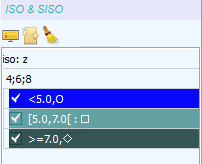 ISO & SISO
iso: z
4;6;8
<5.0,○
[5.0,7.0[ : □
>=7.0,◇